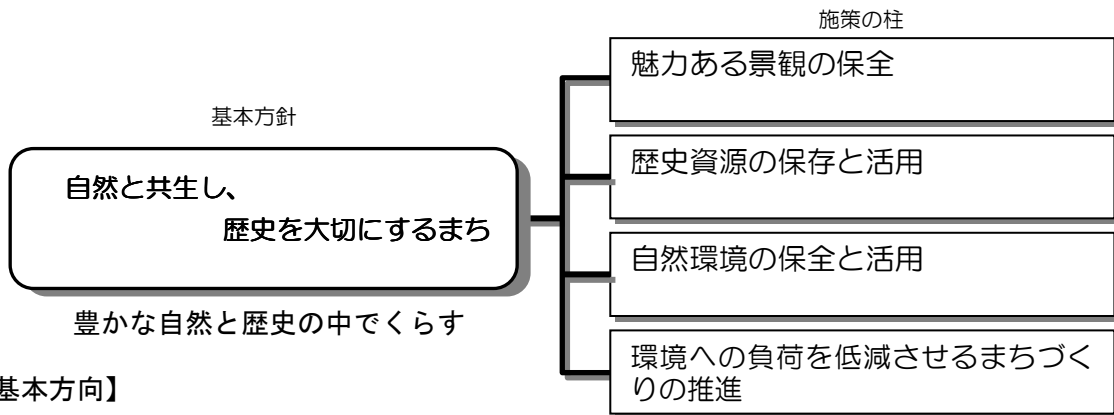 施策の柱
魅力ある景観の保全
基本方針
歴史資源の保存と活用
自然と共生し、
歴史を大切にするまち
自然環境の保全と活用
豊かな自然と歴史の中でくらす
環境への負荷を低減させるまちづく
りの推進
基本方向】